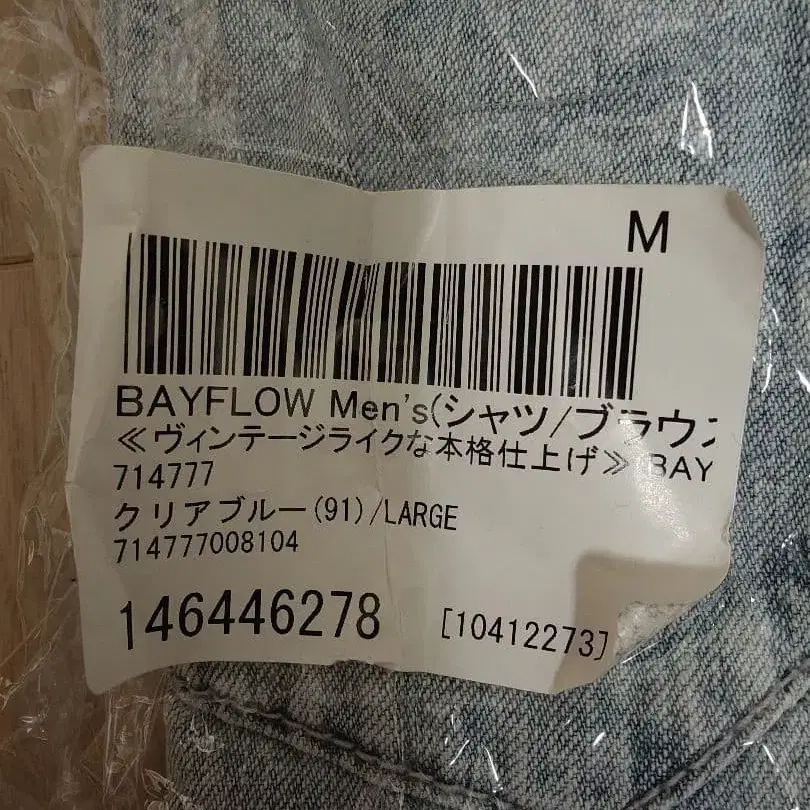 M
BAYFLOW Men's(シャツ/ブラウ
≪ヴィンテージライクな本格仕上げ≫ BAY
714777
クリアブルー(91)/LARGE
714777008104
146446278 [10412273]